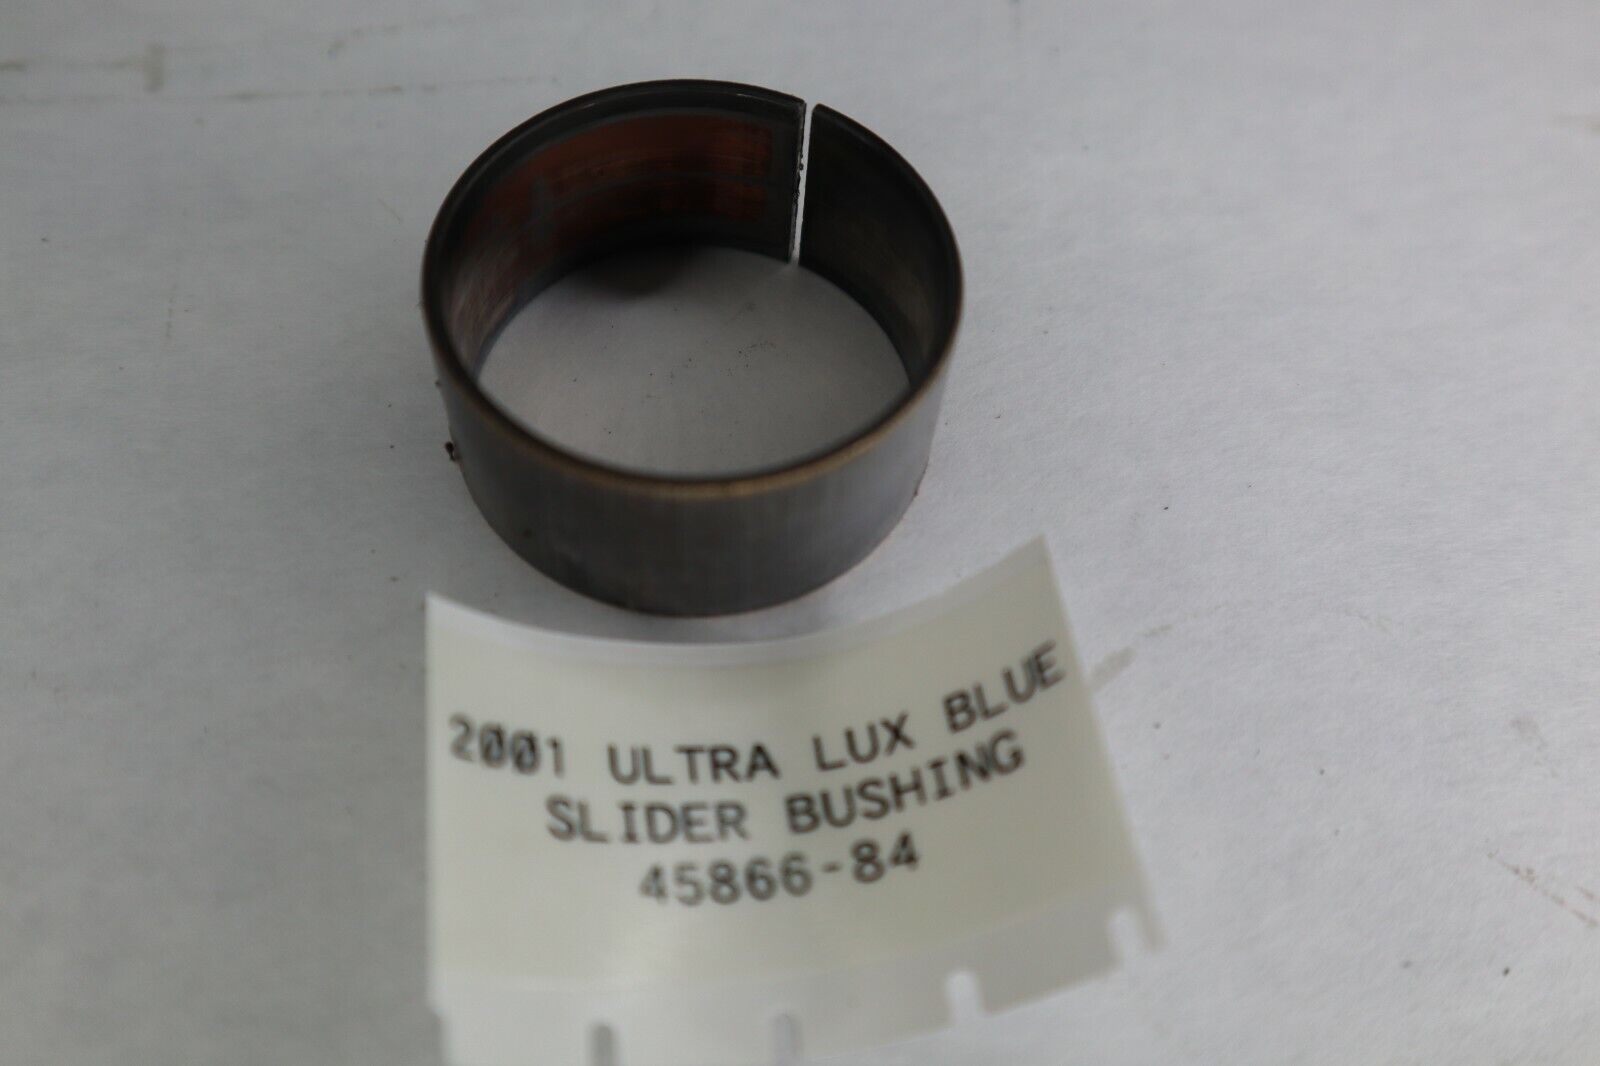 2001 ULTRA LUX BLUE
SLIDER BUSHING
45866-84